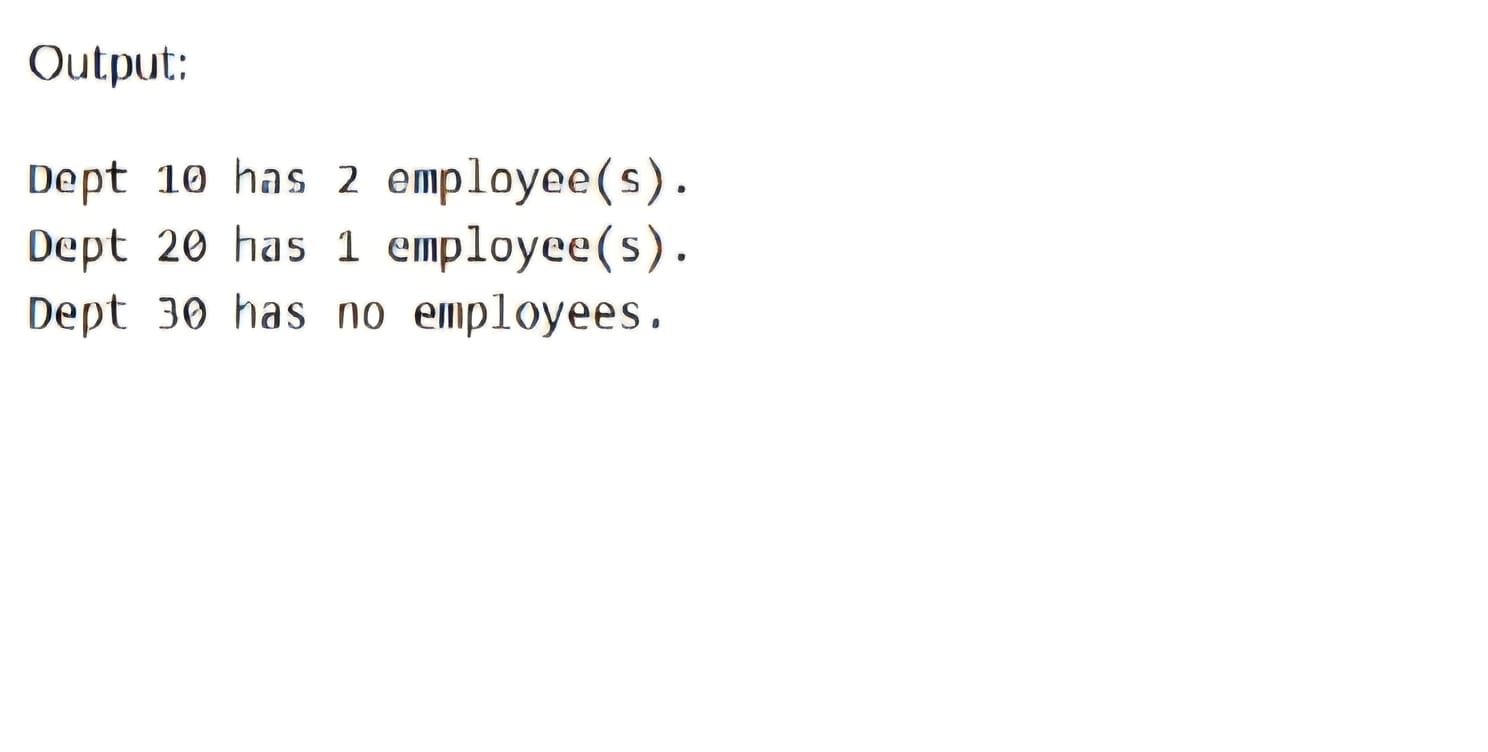 Output:
Dept 10 has 2 employee(s).
Dept 20 has 1 employee(s).
Dept 30 has no employees.